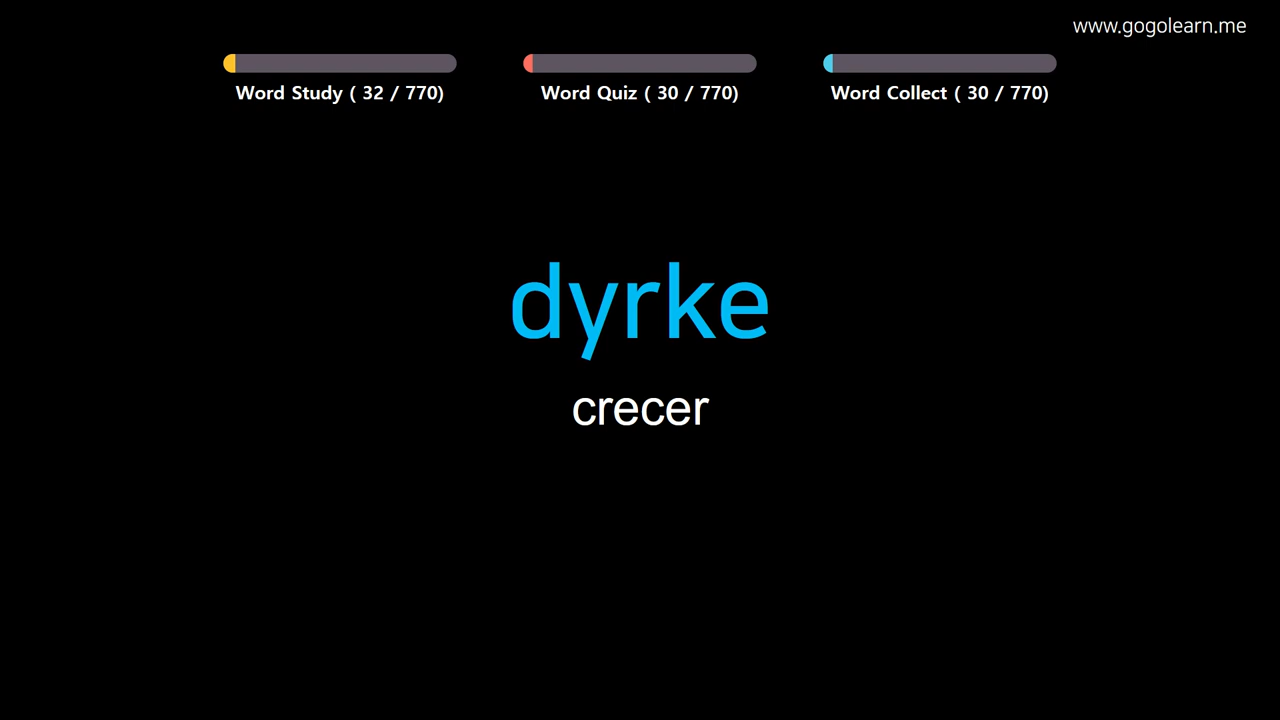 www.gogolearn.me
Word Study ( 32 / 770)
Word Quiz ( 30 / 770)
Word Collect ( 30 / 770)
dyrke
crecer